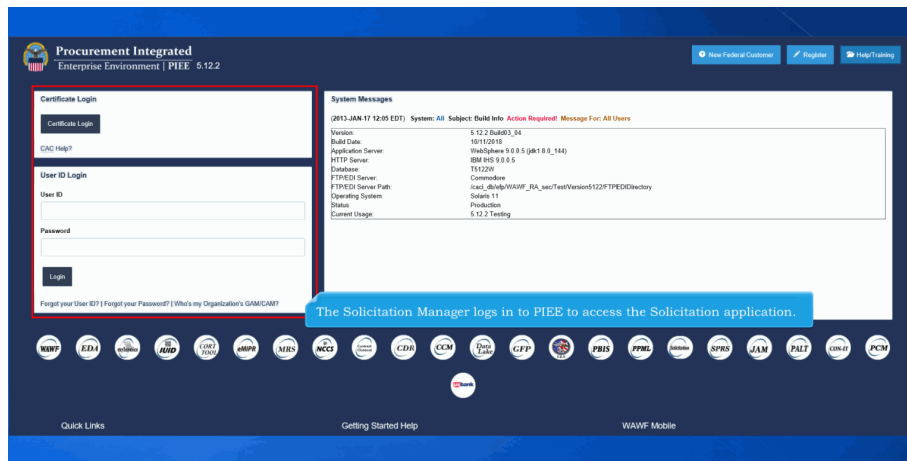 Procurement Integrated
Enterprise Environment | PIEE 5.12.2
New Federal Customer
Register
Help/Training
Certificate Login
Certificate Login
CAC Help?
User ID Login
User ID
Password
Login
Forgot your User ID? | Forgot your Password? | Who's my Organization's GAM/CAM?
System Messages
(2013-JAN-17 12:05 EDT) System: All Subject: Build Info Action Required! Message For: All Users
Version: 5.12.2 Build03_04
Build Date: 10/11/2018
Application Server: WebSphere 9.0.0.5 (jdk1.8.0_144)
HTTP Server: IBM IHS 9.0.0.5
Database: T5122W
FTP/EDI Server: Commodore
FTP/EDI Server Path: /caci_db/efp/WAWF_RA_sec/Test/Version5122/FTPEDIDirectory
Operating System: Solaris 11
Status: Production
Current Usage: 5.12.2 Testing
The Solicitation Manager logs in to PIEE to access the Solicitation application.
WAWF
EDA
IUID
CORT TOOL
eMIPR
MRS
NCCS
Contract Closeout
CDR
CCM
Data Lake
GFP
PBIS
PPML
Solicitation
SPRS
JAM
PALT
CON-IT
PCM
usbank
Quick Links
Getting Started Help
WAWF Mobile